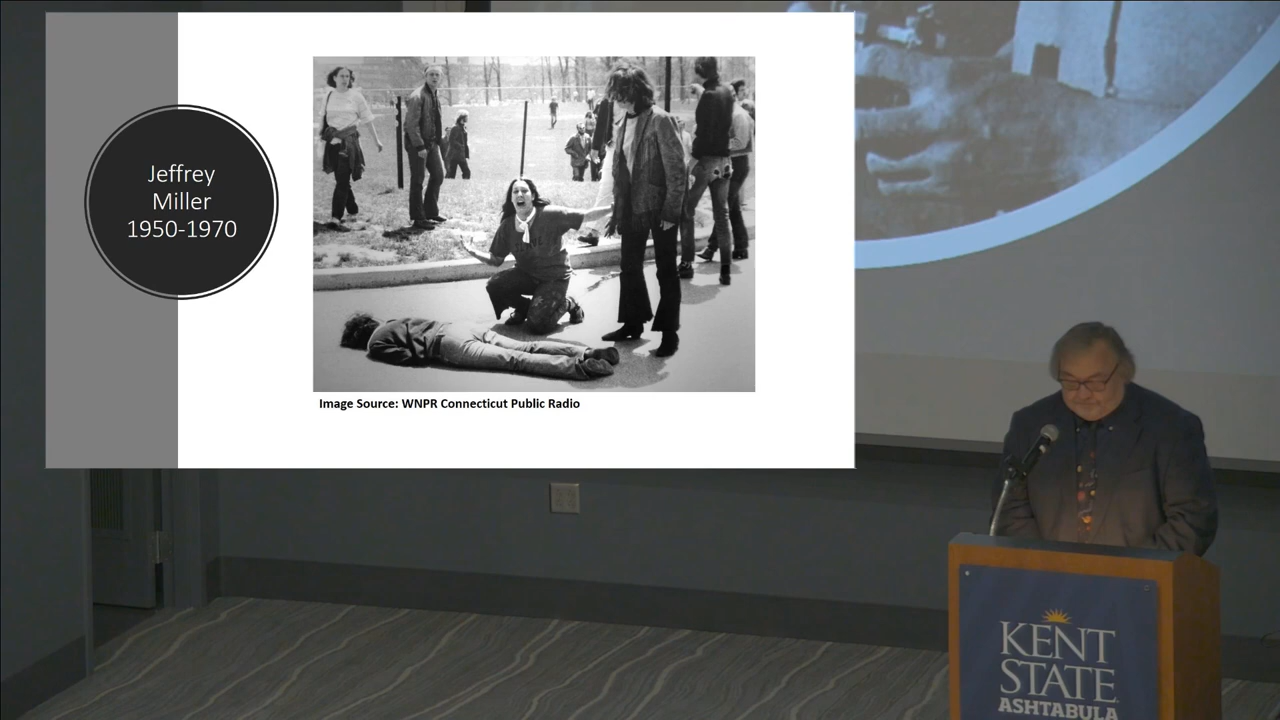 Jeffrey
Miller
1950-1970
Image Source: WNPR Connecticut Public Radio
KENT
STATE
ASHTABULA